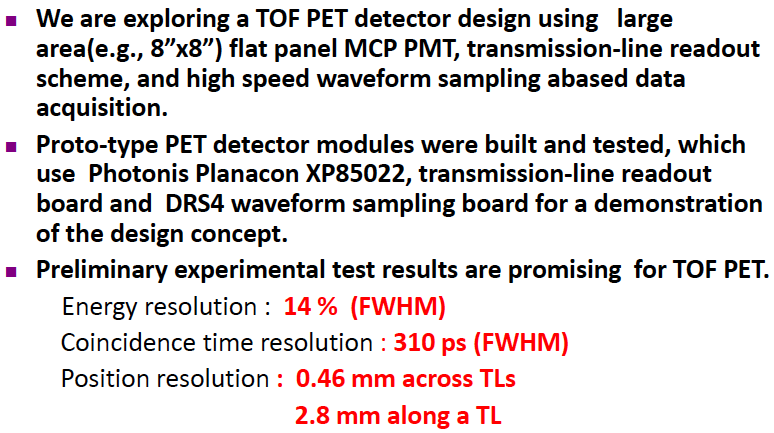 ▪ We are exploring a TOF PET detector design using large
area(e.g., 8”x8”) flat panel MCP PMT, transmission-line readout
scheme, and high speed waveform sampling abased data
acquisition.
▪ Proto-type PET detector modules were built and tested, which
use Photonis Planacon XP85022, transmission-line readout
board and DRS4 waveform sampling board for a demonstration
of the design concept.
▪ Preliminary experimental test results are promising for TOF PET.
Energy resolution : 14 % (FWHM)
Coincidence time resolution : 310 ps (FWHM)
Position resolution : 0.46 mm across TLs
2.8 mm along a TL